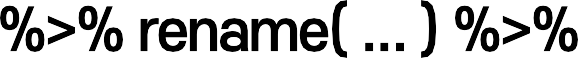 %>% rename( ... ) %>%